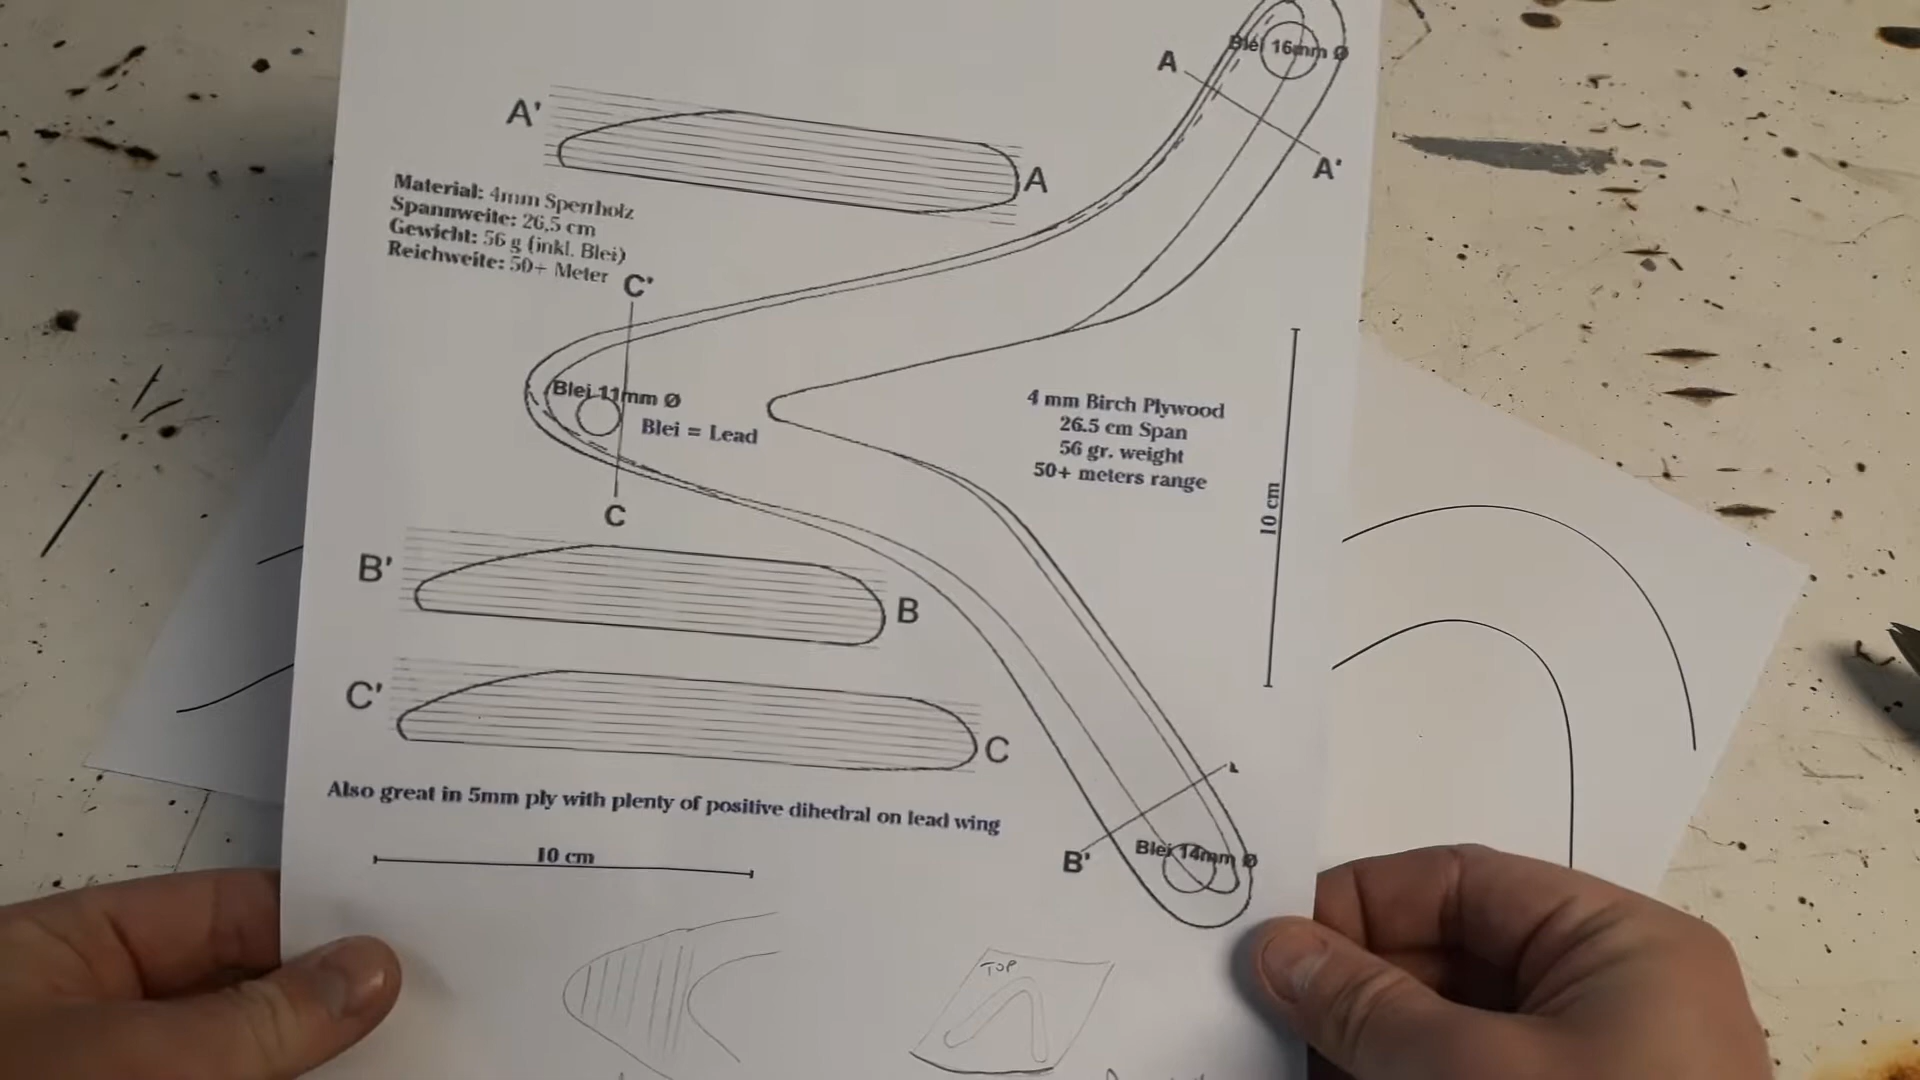 Blei 16mm Ø
A
A'
A'
A
Material: 4mm Sperrholz
Spannweite: 26,5 cm
Gewicht: 56 g (inkl. Blei)
Reichweite: 50+ Meter
C'
Blei 11mm Ø
Blei = Lead
C
4 mm Birch Plywood
26.5 cm Span
56 gr. weight
50+ meters range
10 cm
B'
B
C'
C
Also great in 5mm ply with plenty of positive dihedral on lead wing
10 cm
B'
Blei 14mm Ø
TOP